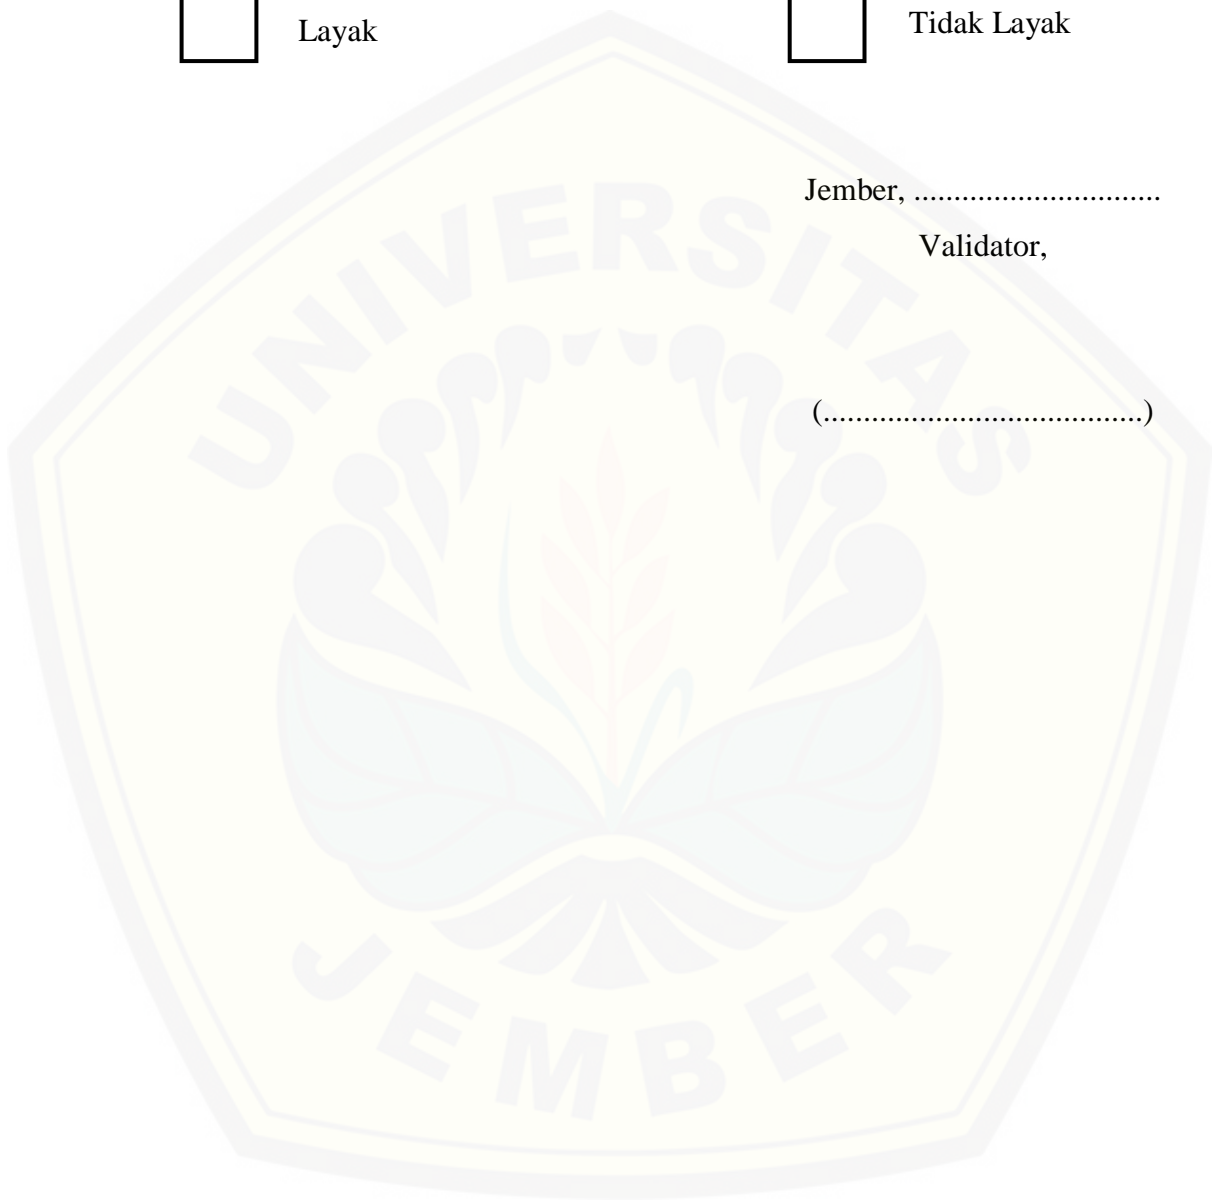 Layak Tidak Layak
Jember, ...............................
Validator,
(........................................)
UNIVERSITAS
JEMBER